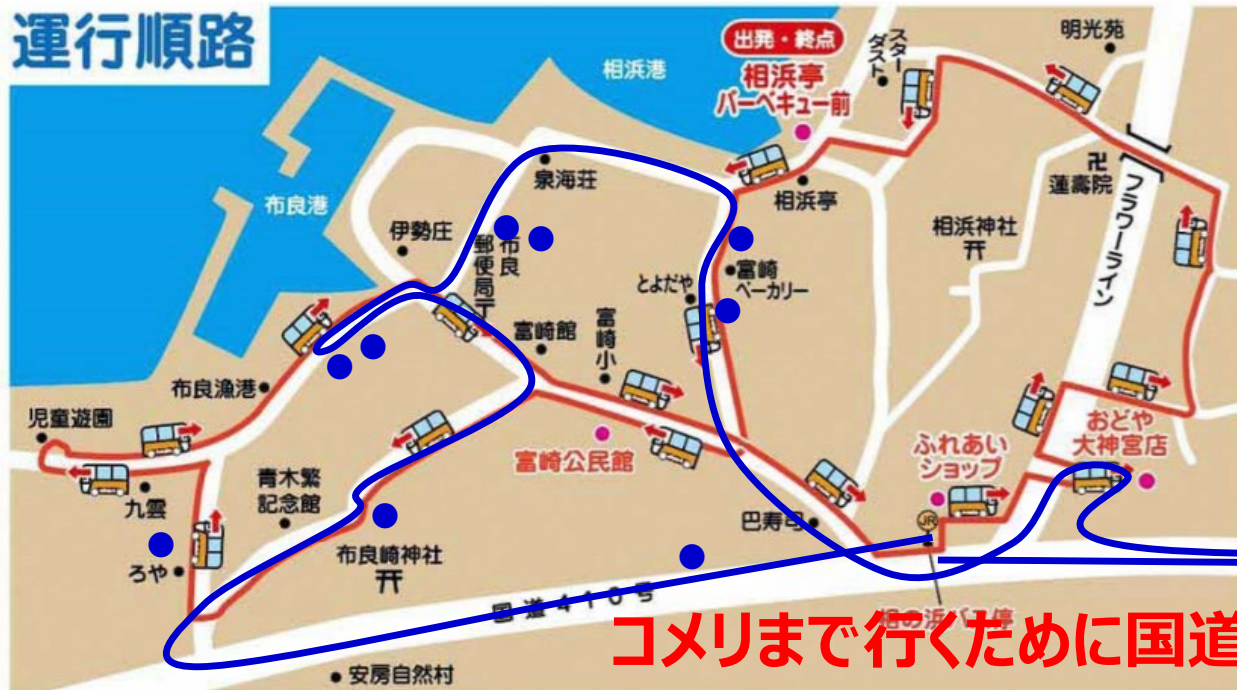 運行順路
出発・終点
相浜亭
バーベキュー前
スター
ダスト
明光苑
相浜港
布良港
泉海荘
伊勢庄
布良
郵便局〒
相浜亭
蓮壽院
相浜神社
フラワーライン
とよだや
富崎
ベーカリー
富崎館
富崎小
布良漁港
児童遊園
富崎公民館
ふれあい
ショップ
おどや
大神宮店
九雲
青木繁
記念館
ろや
布良崎神社
巴寿司
JR
国道410号
相の浜バス停
コメリまで行くために国道
安房自然村